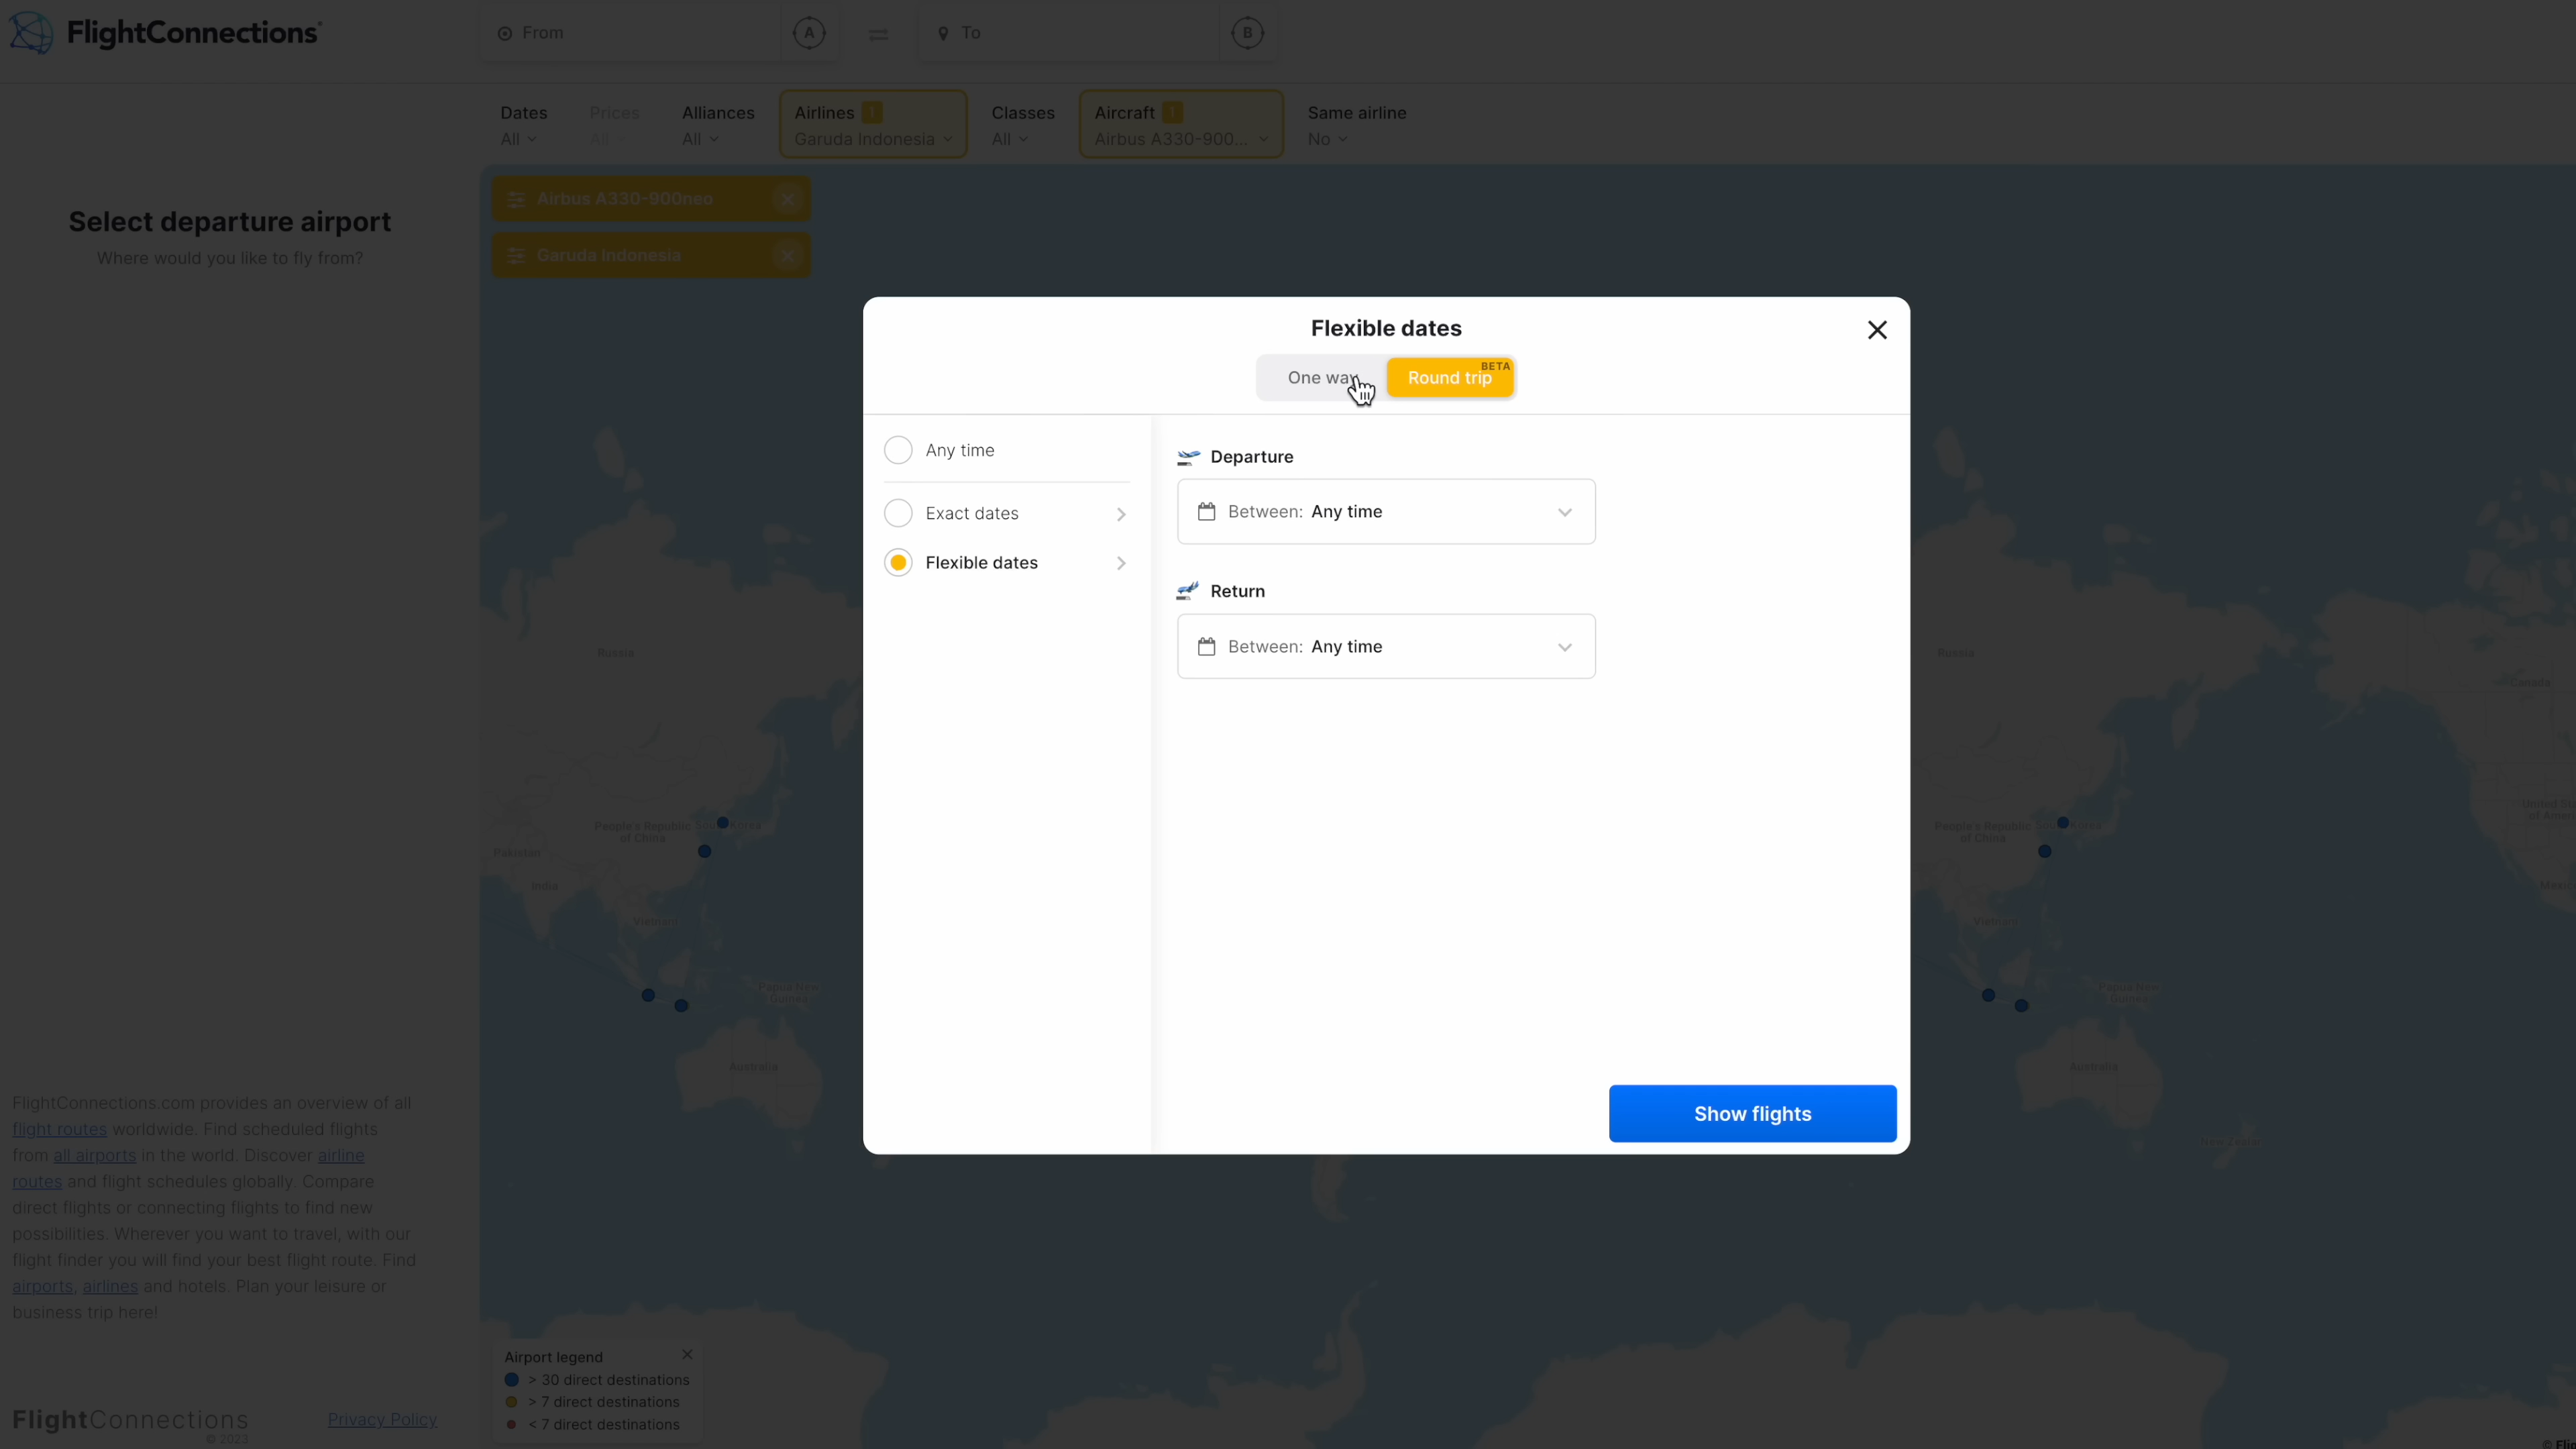 FlightConnections
From
A
To
B
Dates
All
Prices
All
Alliances
All
Airlines 1
Garuda Indonesia
Classes
All
Aircraft 1
Airbus A330-900...
Same airline
No
Select departure airport
Where would you like to fly from?
Airbus A330-900neo
Garuda Indonesia
Flexible dates
One way
Round trip
BETA
Any time
Exact dates
Flexible dates
Departure
Between: Any time
Return
Between: Any time
Show flights
Russia
People's Republic
of China
South Korea
Pakistan
India
Vietnam
Papua New
Guinea
Australia
Russia
Canada
People's Republic
of China
South Korea
Vietnam
Papua New
Guinea
Australia
FlightConnections.com provides an overview of all
flight routes worldwide. Find scheduled flights
from all airports in the world. Discover airline
routes and flight schedules globally. Compare
direct flights or connecting flights to find new
possibilities. Wherever you want to travel, with our
flight finder you will find your best flight route. Find
airports, airlines and hotels. Plan your leisure or
business trip here!
FlightConnections
© 2023
Privacy Policy
Airport legend
> 30 direct destinations
> 7 direct destinations
< 7 direct destinations